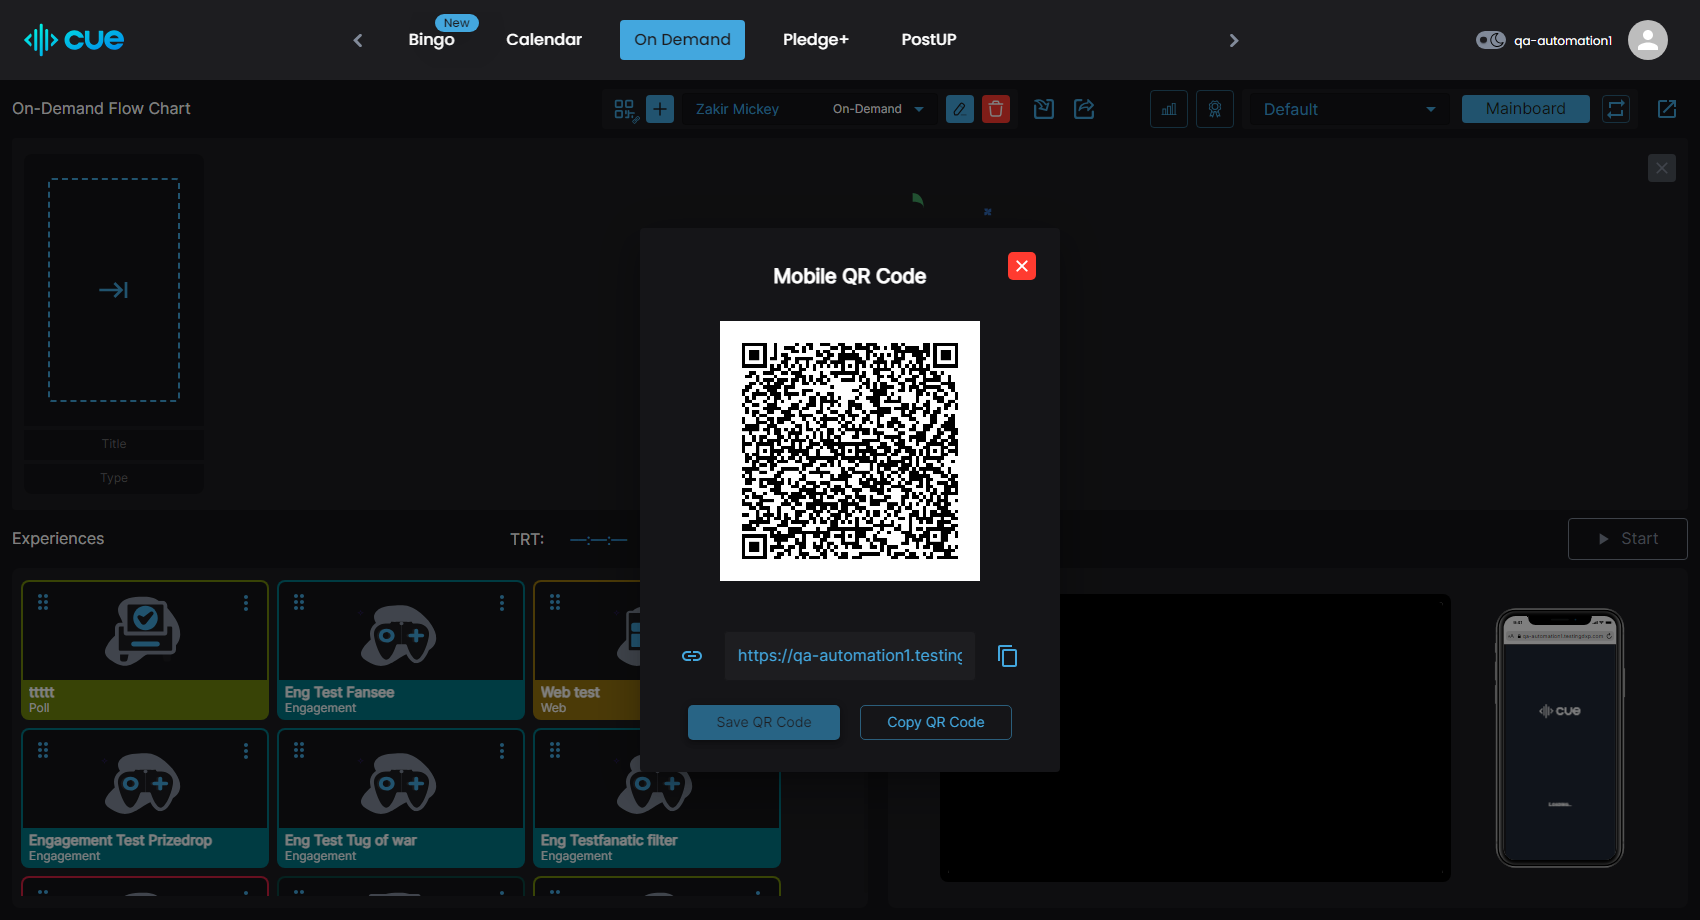 cue
Bingo
New
Calendar
On Demand
Pledge+
PostUP
qa-automation1
On-Demand Flow Chart
Zakir Mickey
On-Demand
Default
Mainboard
Title
Type
Mobile QR Code
https://qa-automation1.testing
Save QR Code
Copy QR Code
Experiences
TRT:
—:—:—
Start
ttttt
Poll
Eng Test Fansee
Engagement
Web test
Web
Engagement Test Prizedrop
Engagement
Eng Test Tug of war
Engagement
Eng Testfanatic filter
Engagement
9:41
cue